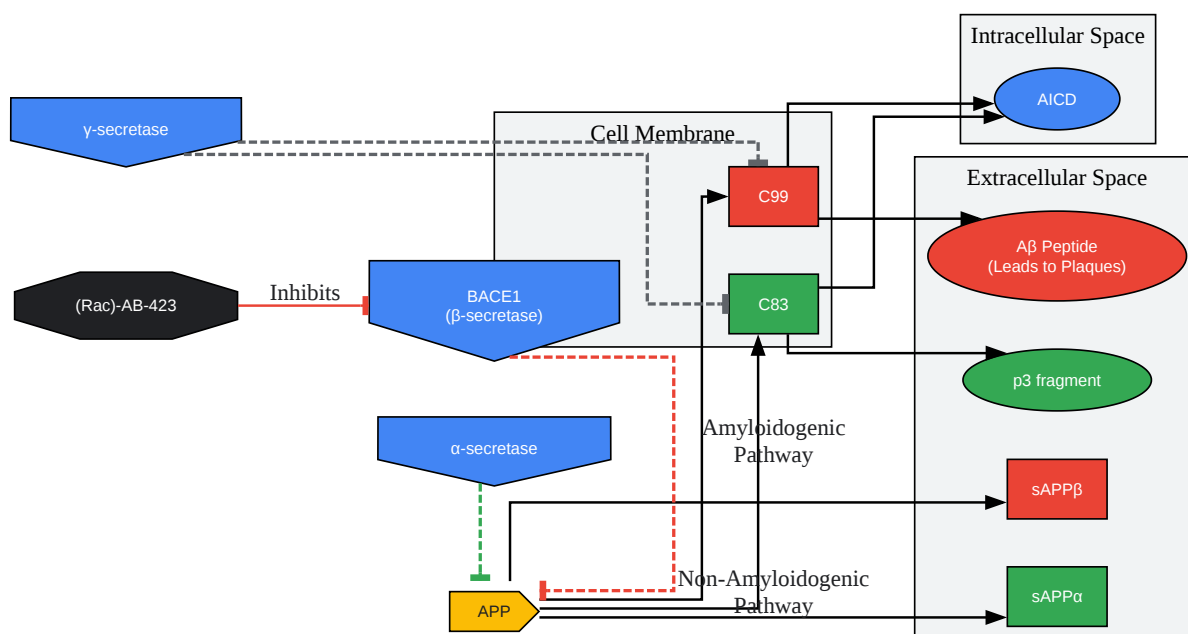 Intracellular Space
AICD
γ-secretase
Cell Membrane
C99
Extracellular Space
Aβ Peptide
(Leads to Plaques)
(Rac)-AB-423
Inhibits
BACE1
(β-secretase)
C83
p3 fragment
α-secretase
Amyloidogenic
Pathway
sAPPβ
APP
Non-Amyloidogenic
Pathway
sAPPα